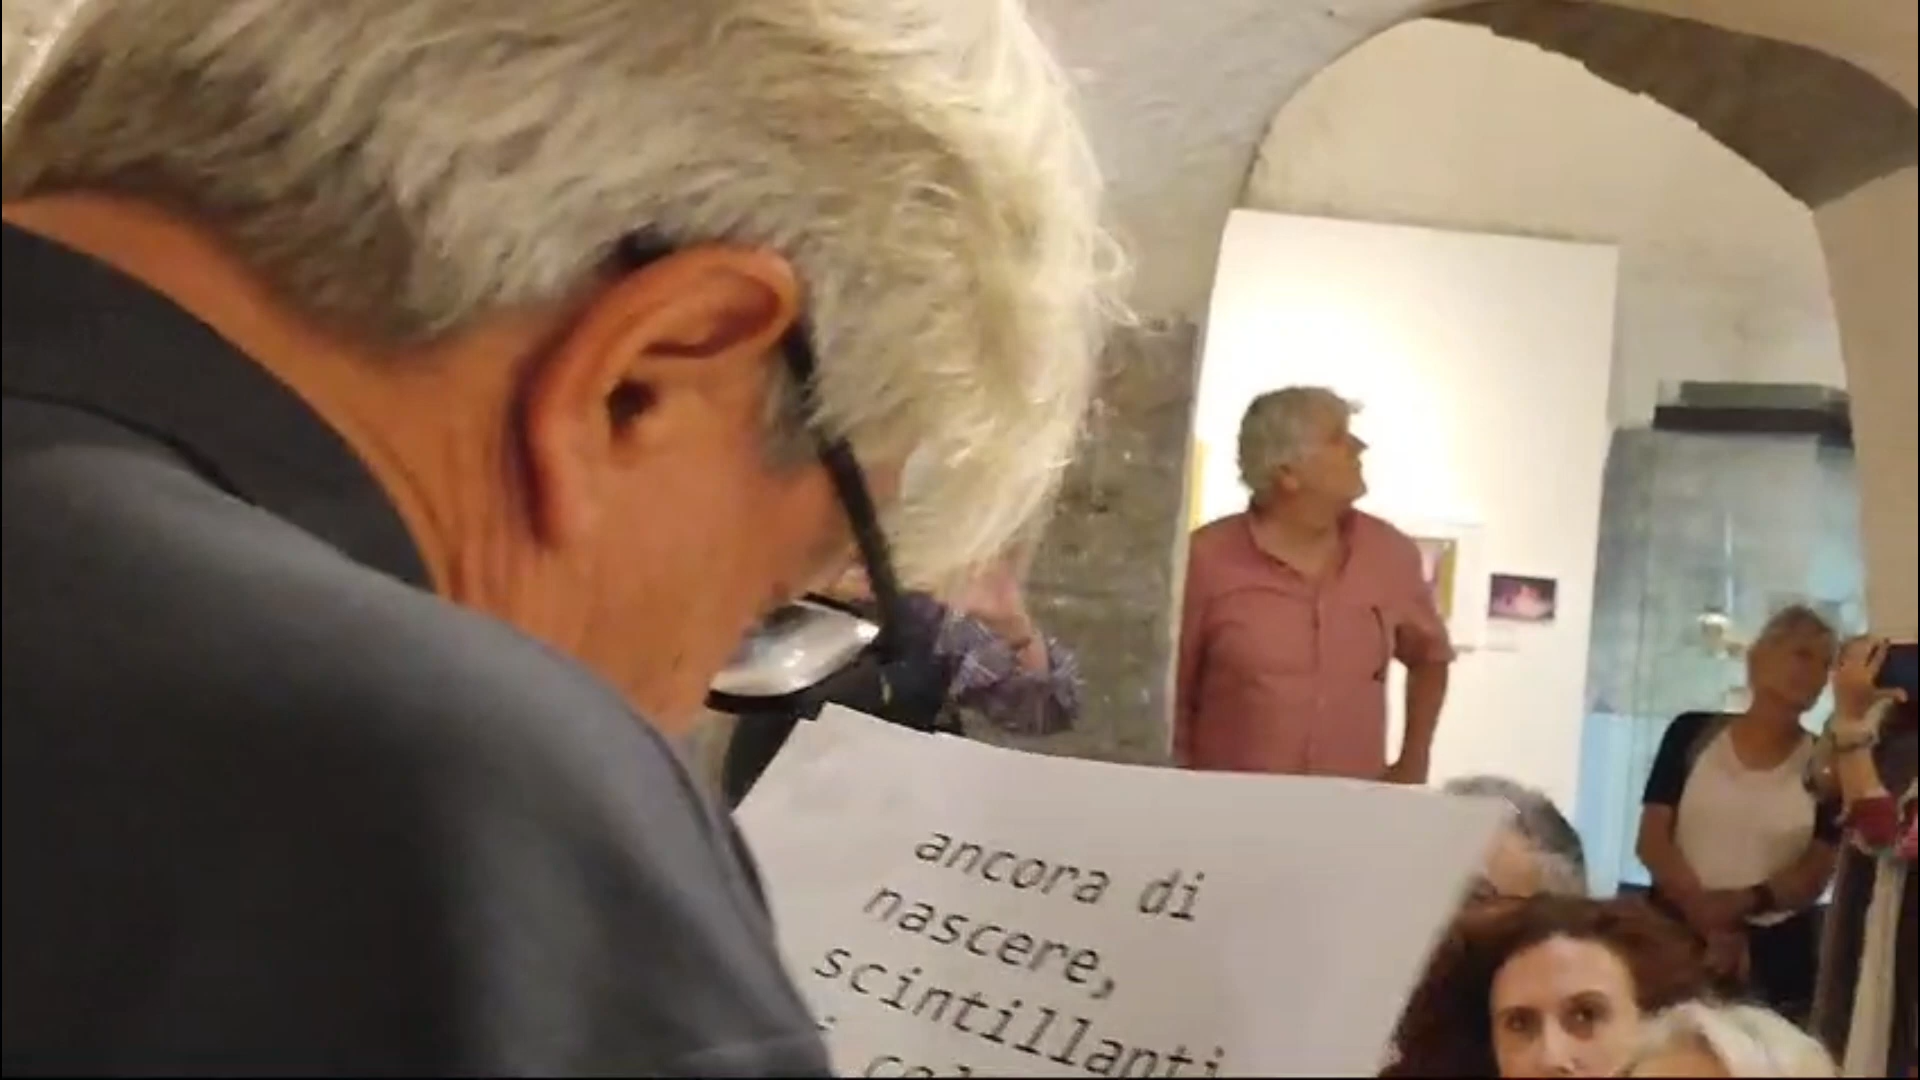 ancora di
nascere,
scintillanti